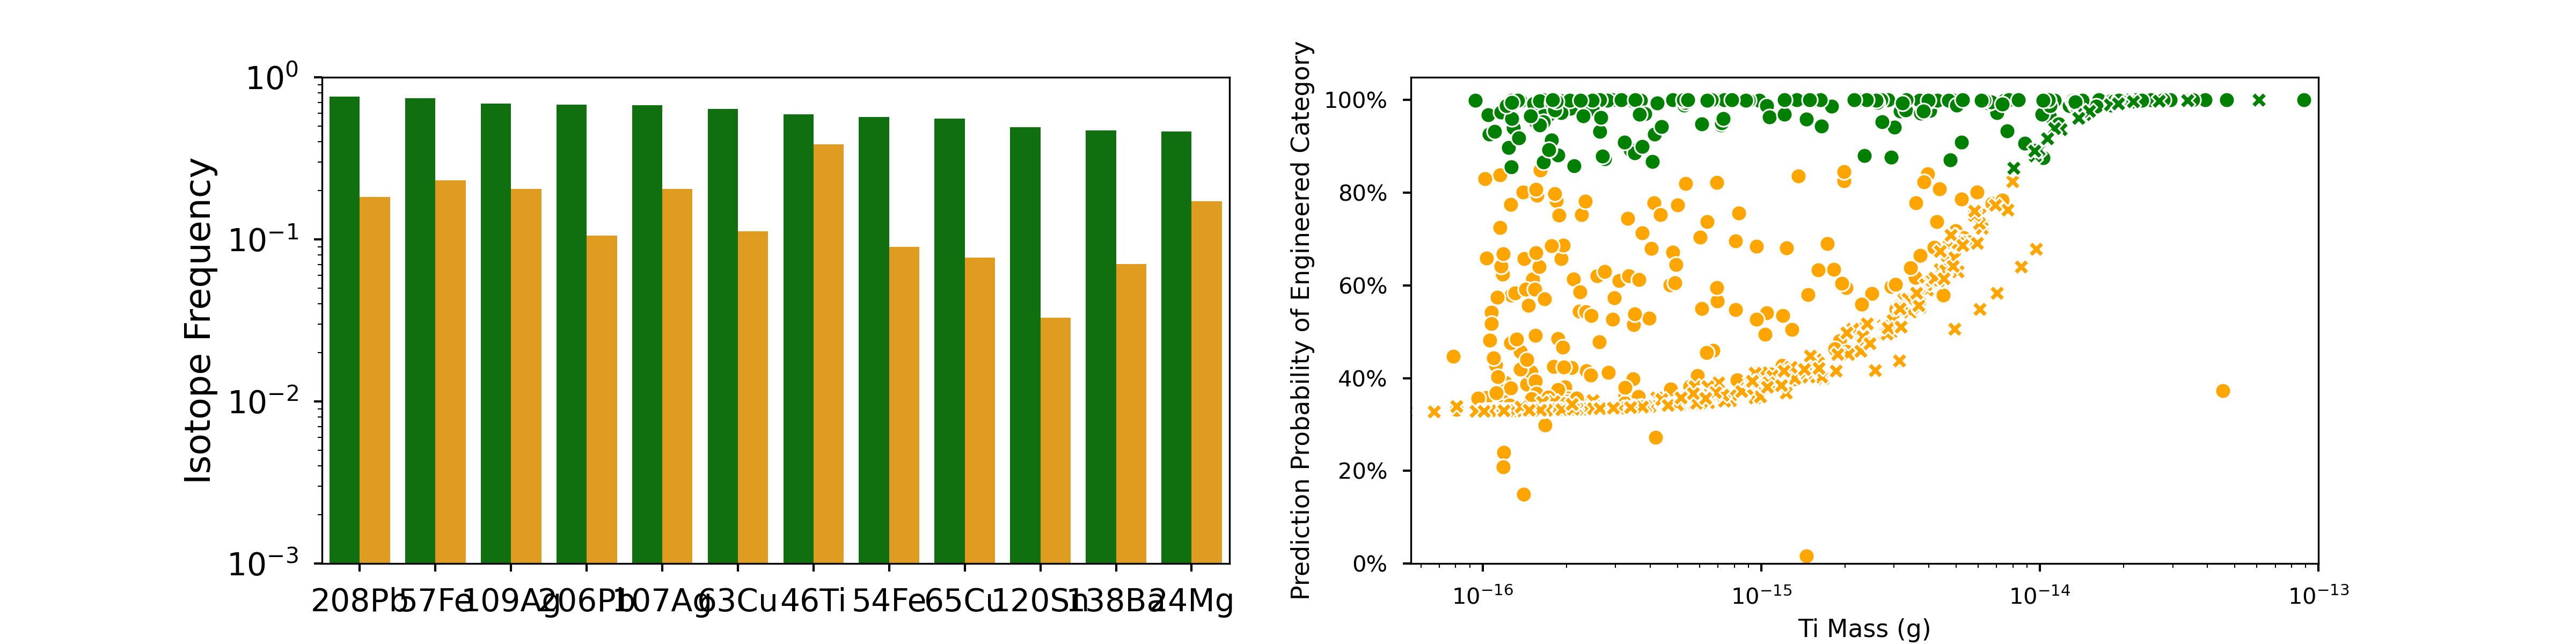 Isotope Frequency
10⁰
10⁻¹
10⁻²
10⁻³
208Pb 57Fe 109Ag 206Pb 107Ag 63Cu 46Ti 54Fe 65Cu 120Sn 138Ba 24Mg
Prediction Probability of Engineered Category
100%
80%
60%
40%
20%
0%
10⁻¹⁶ 10⁻¹⁵ 10⁻¹⁴ 10⁻¹³
Ti Mass (g)